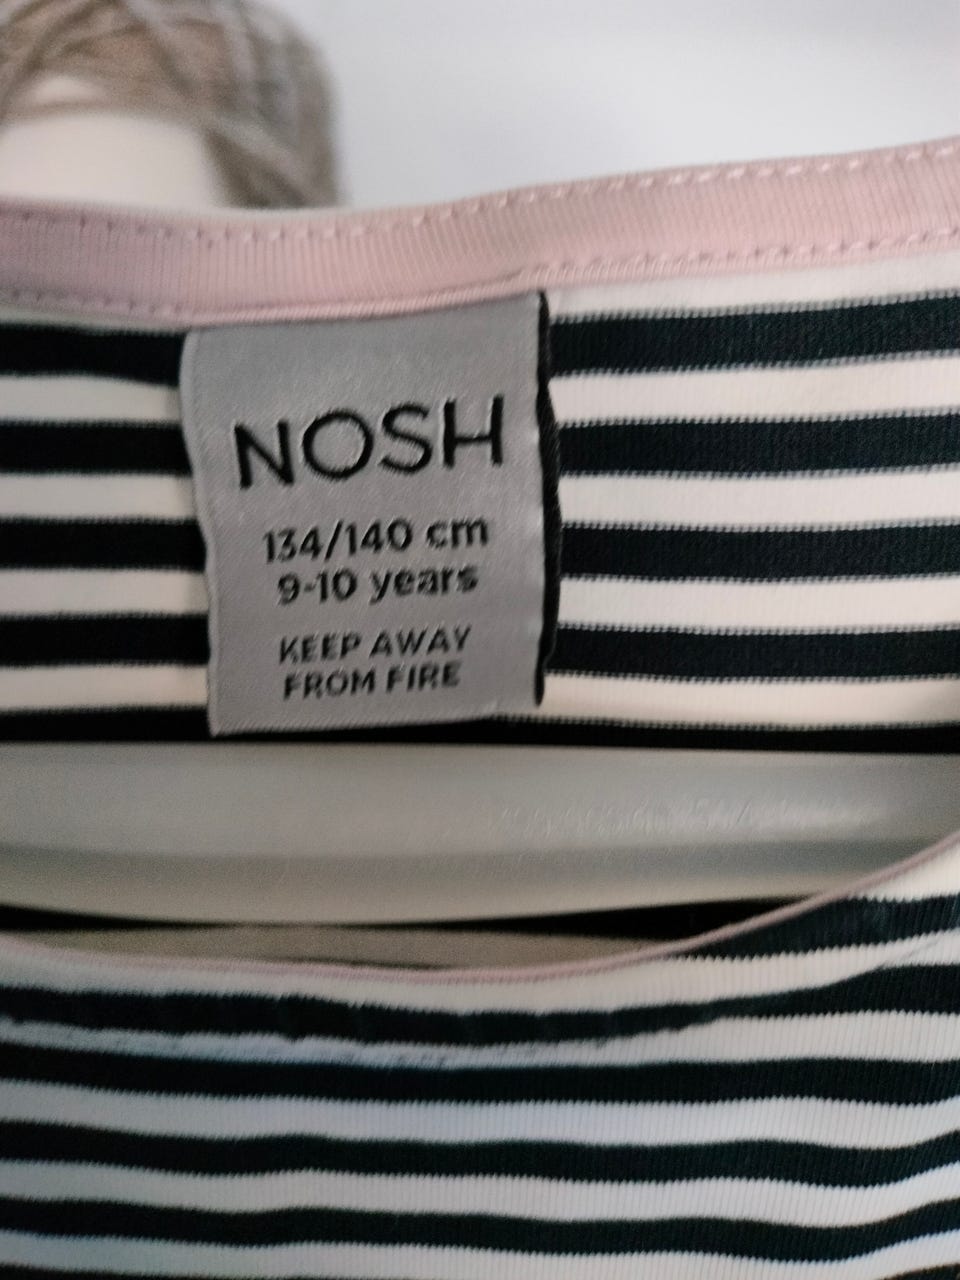 NOSH
134/140 cm
9-10 years
KEEP AWAY
FROM FIRE